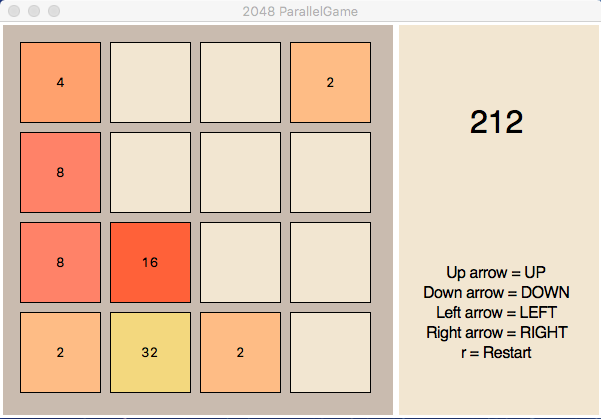 2048 ParallelGame
4 2
8
8 16
2 32 2
212
Up arrow = UP
Down arrow = DOWN
Left arrow = LEFT
Right arrow = RIGHT
r = Restart